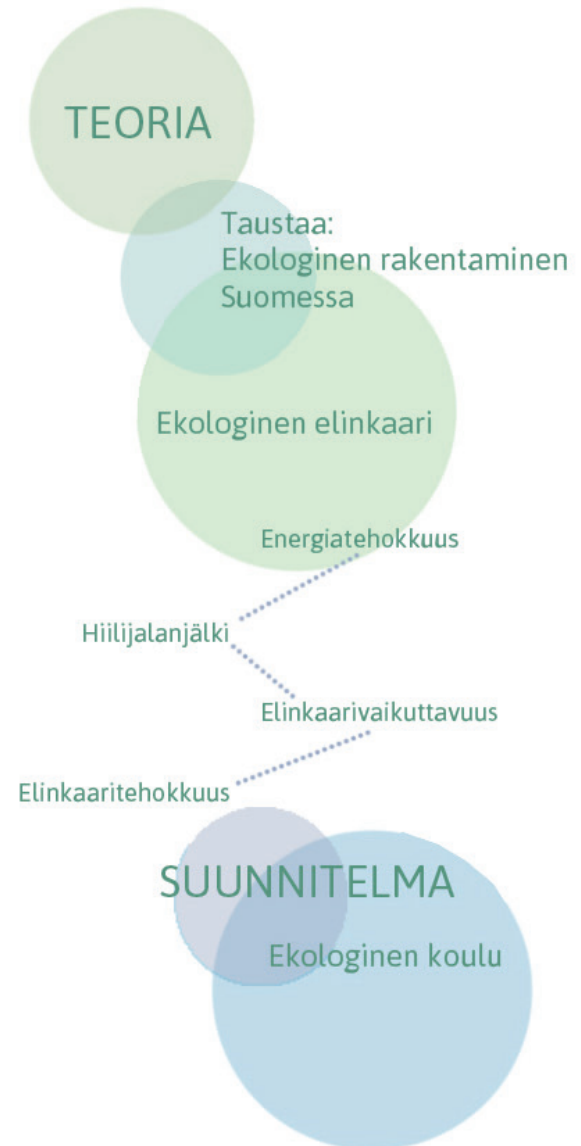 TEORIA
Taustaa:
Ekologinen rakentaminen
Suomessa
Ekologinen elinkaari
Energiatehokkuus
Hiilijalanjälki
Elinkaarivaikuttavuus
Elinkaaritehokkuus
SUUNNITELMA
Ekologinen koulu